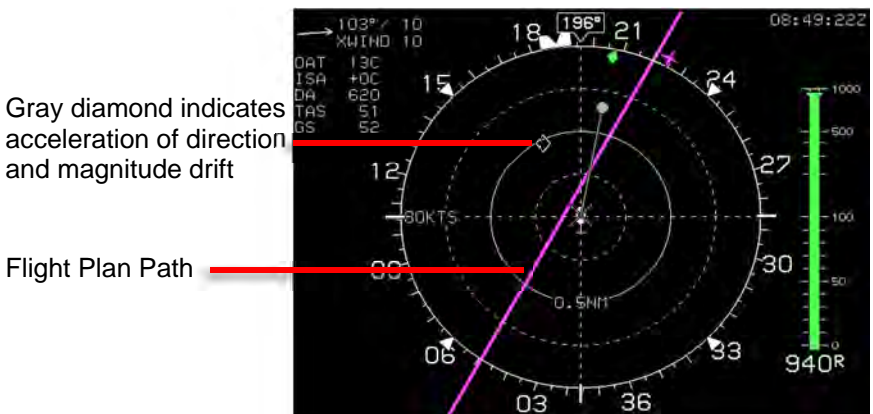 Gray diamond indicates
acceleration of direction
and magnitude drift
Flight Plan Path
103°/ 10
XWIND 10
OAT 13C
ISA +0C
DA 620
TAS 51
GS 52
196°
08:49:22Z
18
21
15
24
12
27
09
30
06
33
03
36
80KTS
0.5NM
1000
500
100
50
0
940R